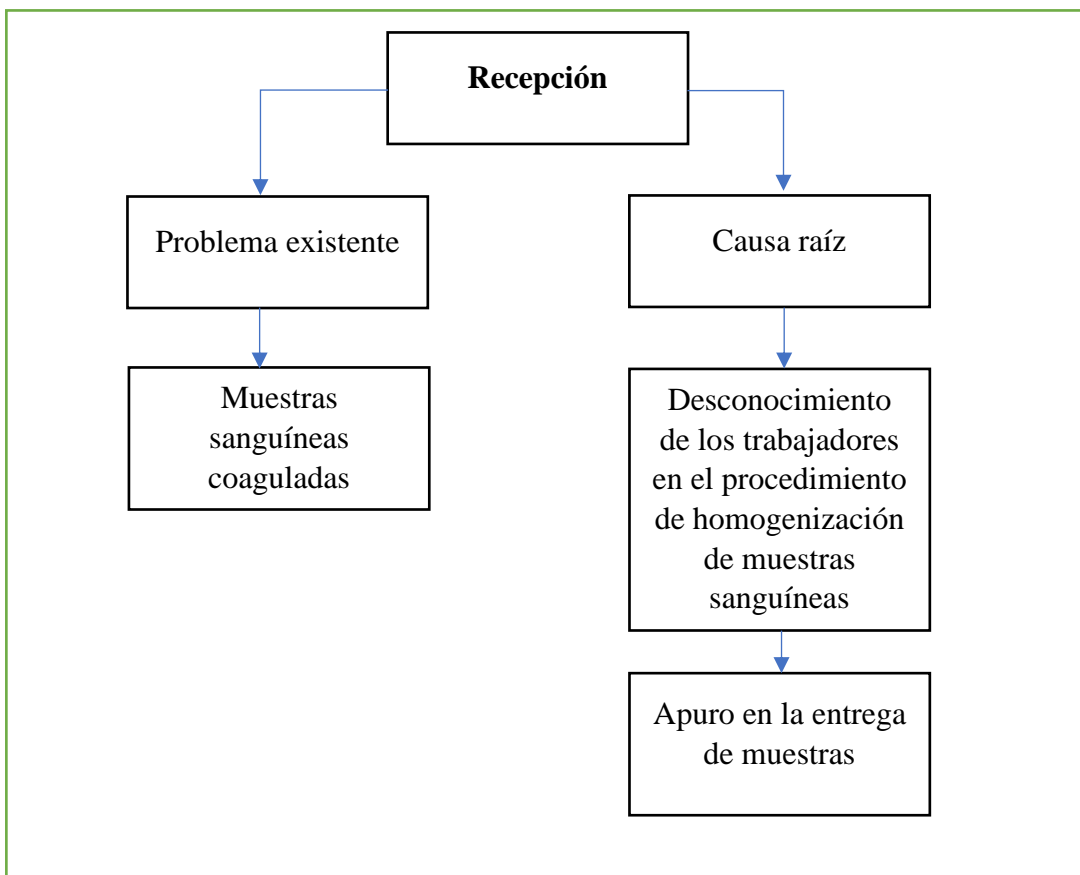 Recepción
Problema existente
Causa raíz
Muestras
sanguíneas
coaguladas
Desconocimiento
de los trabajadores
en el procedimiento
de homogenización
de muestras
sanguíneas
Apuro en la entrega
de muestras